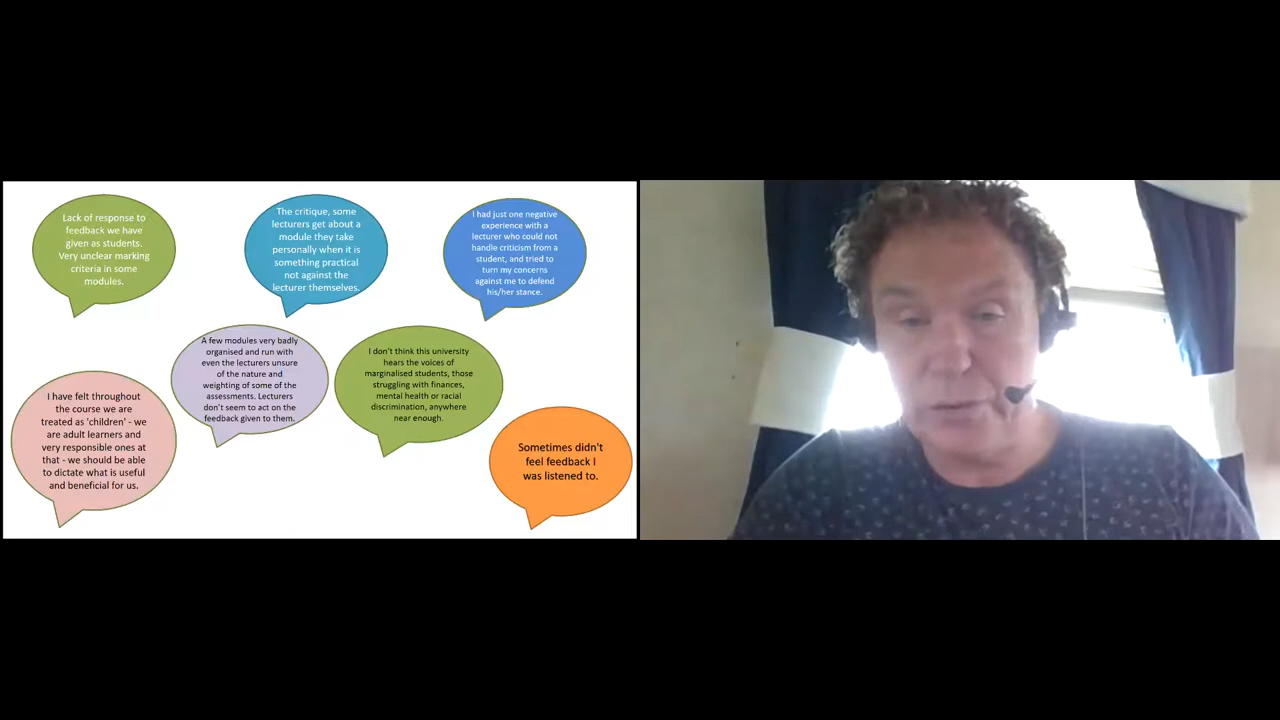 Lack of response to
feedback we have
given as students.
Very unclear marking
criteria in some
modules.
The critique, some
lecturers get about a
module they take
personally when it is
something practical
not against the
lecturer themselves.
I had just one negative
experience with a
lecturer who could not
handle criticism from a
student, and tried to
turn my concerns
against me to defend
his/her stance.
A few modules very badly
organised and run with
even the lecturers unsure
of the nature and
weighting of some of the
assessments. Lecturers
don't seem to act on the
feedback given to them.
I don't think this university
hears the voices of
marginalised students, those
struggling with finances,
mental health or racial
discrimination, anywhere
near enough.
I have felt throughout
the course we are
treated as 'children' - we
are adult learners and
very responsible ones at
that - we should be able
to dictate what is useful
and beneficial for us.
Sometimes didn't
feel feedback I
was listened to.